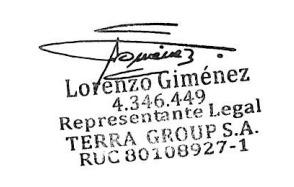 Lorenzo Giménez
4.346.449
Representante Legal
TERRA GROUP S.A.
RUC 80108927-1